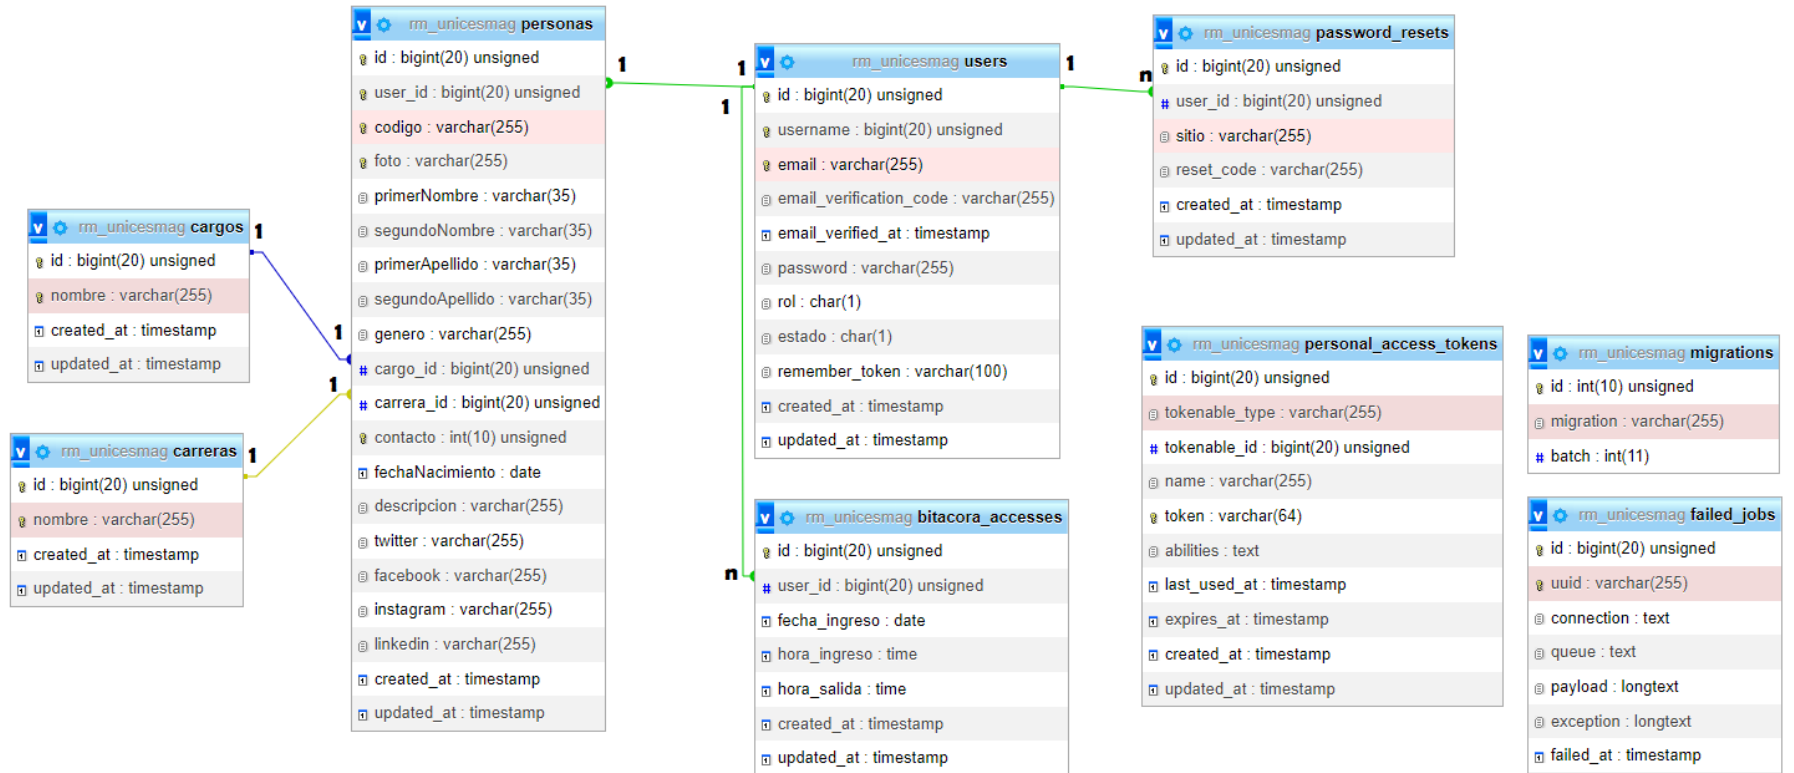 rm_unicesmag personas
id : bigint(20) unsigned
user_id : bigint(20) unsigned
codigo : varchar(255)
foto : varchar(255)
primerNombre : varchar(35)
segundoNombre : varchar(35)
primerApellido : varchar(35)
segundoApellido : varchar(35)
genero : varchar(255)
cargo_id : bigint(20) unsigned
carrera_id : bigint(20) unsigned
contacto : int(10) unsigned
fechaNacimiento : date
descripcion : varchar(255)
twitter : varchar(255)
facebook : varchar(255)
instagram : varchar(255)
linkedin : varchar(255)
created_at : timestamp
updated_at : timestamp
rm_unicesmag cargos
id : bigint(20) unsigned
nombre : varchar(255)
created_at : timestamp
updated_at : timestamp
1
1
rm_unicesmag carreras
id : bigint(20) unsigned
nombre : varchar(255)
created_at : timestamp
updated_at : timestamp
1
1
1
1
1
n
rm_unicesmag users
id : bigint(20) unsigned
username : bigint(20) unsigned
email : varchar(255)
email_verification_code : varchar(255)
email_verified_at : timestamp
password : varchar(255)
rol : char(1)
estado : char(1)
remember_token : varchar(100)
created_at : timestamp
updated_at : timestamp
rm_unicesmag bitacora_accesses
id : bigint(20) unsigned
user_id : bigint(20) unsigned
fecha_ingreso : date
hora_ingreso : time
hora_salida : time
created_at : timestamp
updated_at : timestamp
1
n
rm_unicesmag password_resets
id : bigint(20) unsigned
user_id : bigint(20) unsigned
sitio : varchar(255)
reset_code : varchar(255)
created_at : timestamp
updated_at : timestamp
rm_unicesmag personal_access_tokens
id : bigint(20) unsigned
tokenable_type : varchar(255)
tokenable_id : bigint(20) unsigned
name : varchar(255)
token : varchar(64)
abilities : text
last_used_at : timestamp
expires_at : timestamp
created_at : timestamp
updated_at : timestamp
rm_unicesmag migrations
id : int(10) unsigned
migration : varchar(255)
batch : int(11)
rm_unicesmag failed_jobs
id : bigint(20) unsigned
uuid : varchar(255)
connection : text
queue : text
payload : longtext
exception : longtext
failed_at : timestamp